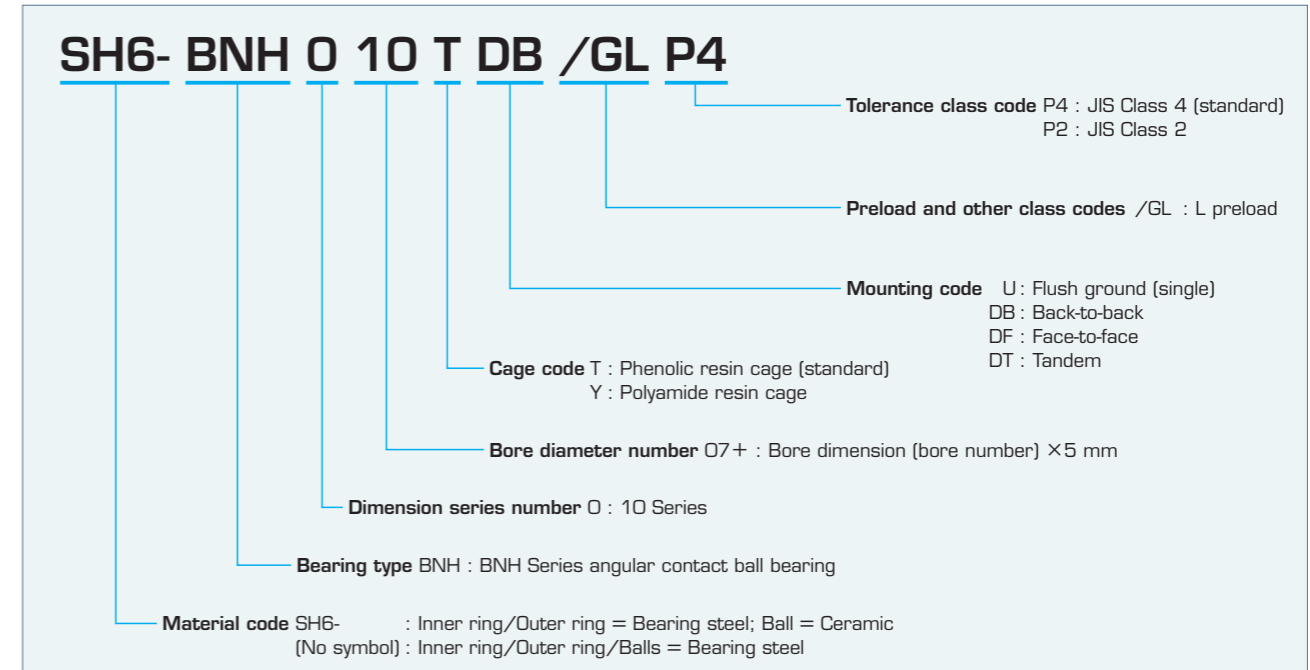 SH6- BNH 0 10 T DB /GL P4
Tolerance class code P4 : JIS Class 4 (standard)
P2 : JIS Class 2
Preload and other class codes /GL : L preload
Mounting code U : Flush ground (single)
DB : Back-to-back
DF : Face-to-face
DT : Tandem
Cage code T : Phenolic resin cage (standard)
Y : Polyamide resin cage
Bore diameter number 07+ : Bore dimension (bore number) ×5 mm
Dimension series number 0 : 10 Series
Bearing type BNH : BNH Series angular contact ball bearing
Material code SH6- : Inner ring/Outer ring = Bearing steel; Ball = Ceramic
(No symbol) : Inner ring/Outer ring/Balls = Bearing steel